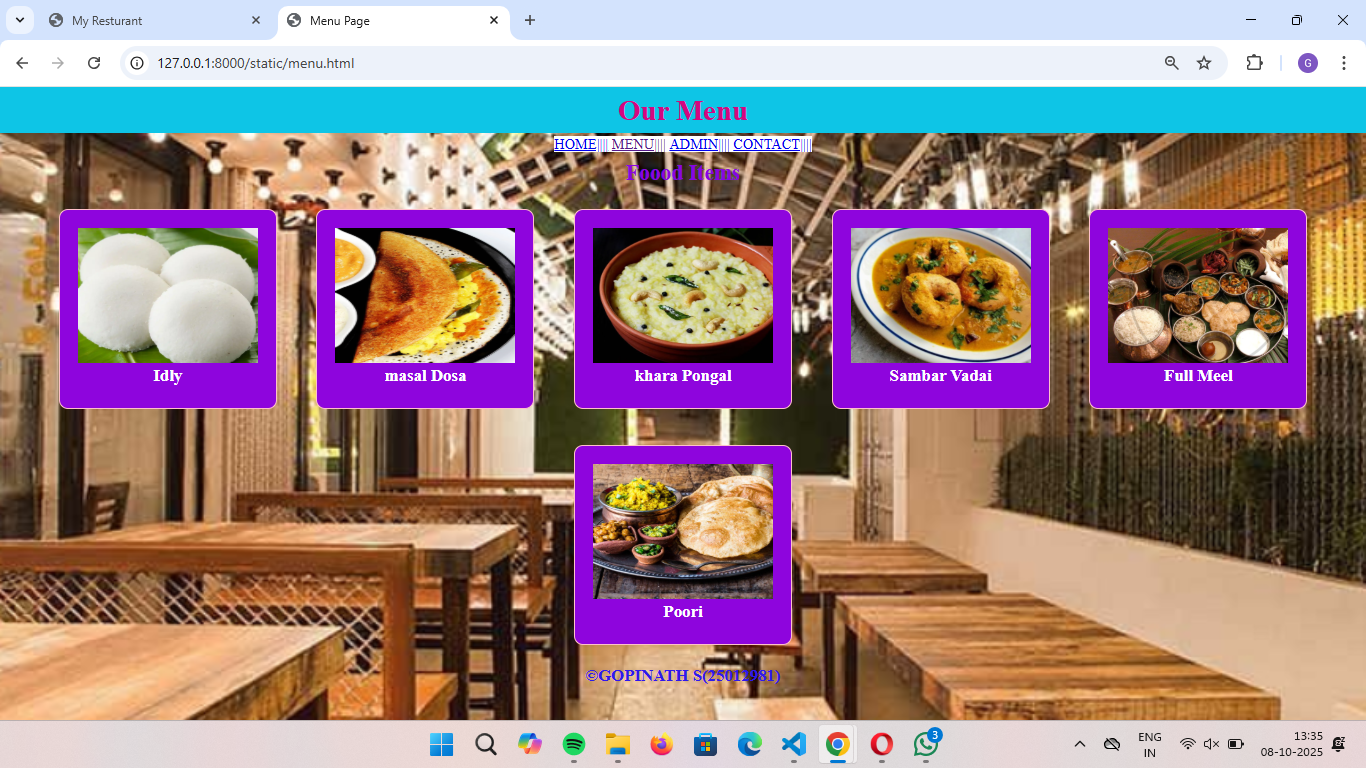 My Resturant
Menu Page
127.0.0.1:8000/static/menu.html
G
Our Menu
HOME|||| MENU|||| ADMIN|||| CONTACT||||
Foood Items
Idly
masal Dosa
khara Pongal
Sambar Vadai
Full Meel
Poori
©GOPINATH S(25012981)
3
ENG
IN
13:35
08-10-2025